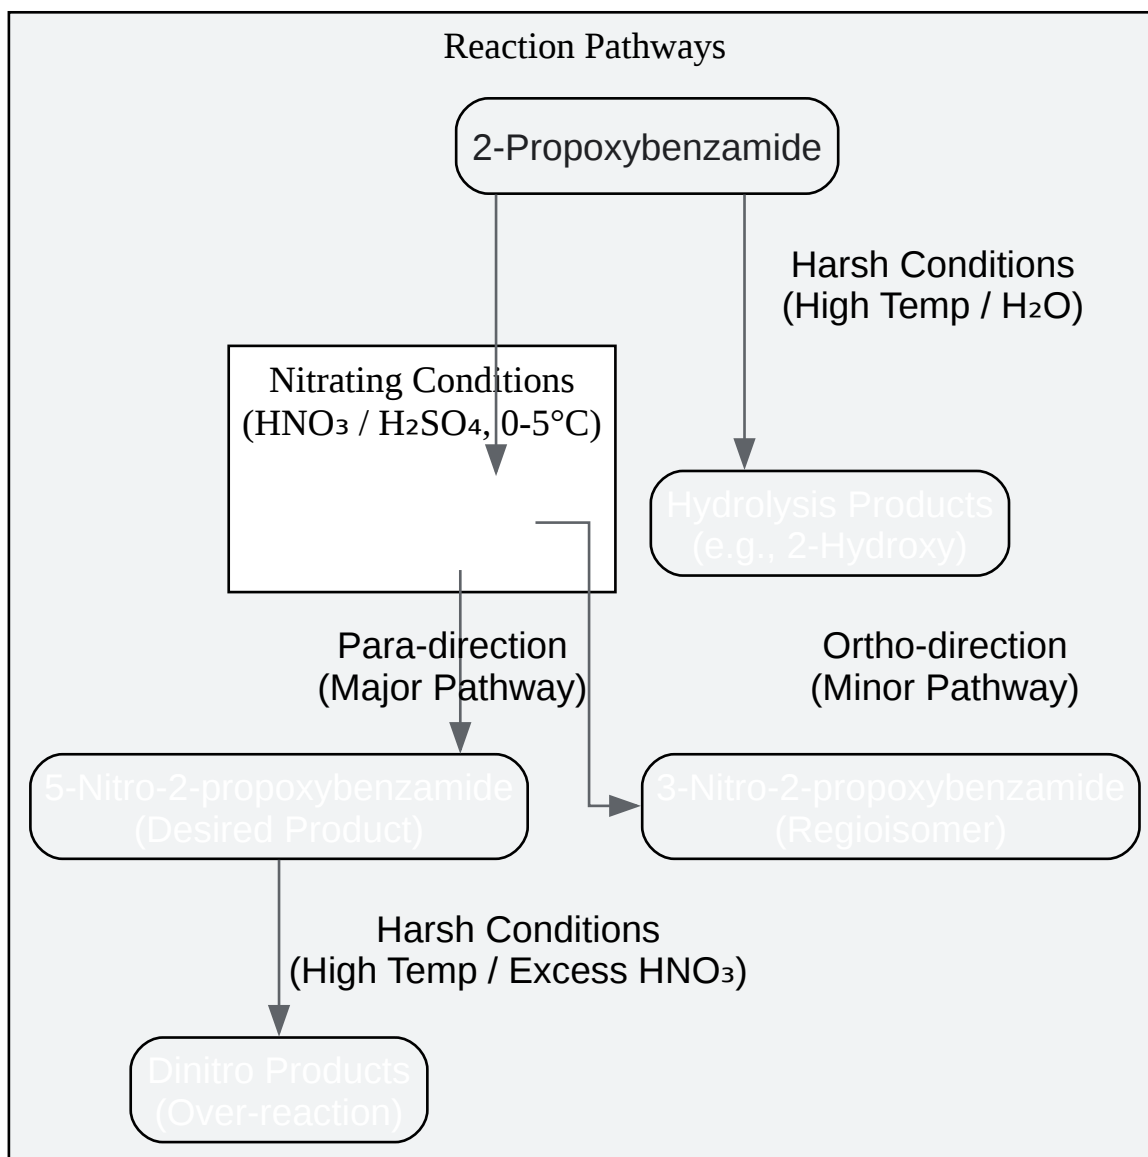 Reaction Pathways
2-Propoxybenzamide
Harsh Conditions
(High Temp / H₂O)
Nitrating Conditions
(HNO₃ / H₂SO₄, 0-5°C)
Hydrolysis Products
(e.g., 2-Hydroxy)
Para-direction
(Major Pathway)
Ortho-direction
(Minor Pathway)
5-Nitro-2-propoxybenzamide
(Desired Product)
3-Nitro-2-propoxybenzamide
(Regioisomer)
Harsh Conditions
(High Temp / Excess HNO₃)
Dinitro Products
(Over-reaction)